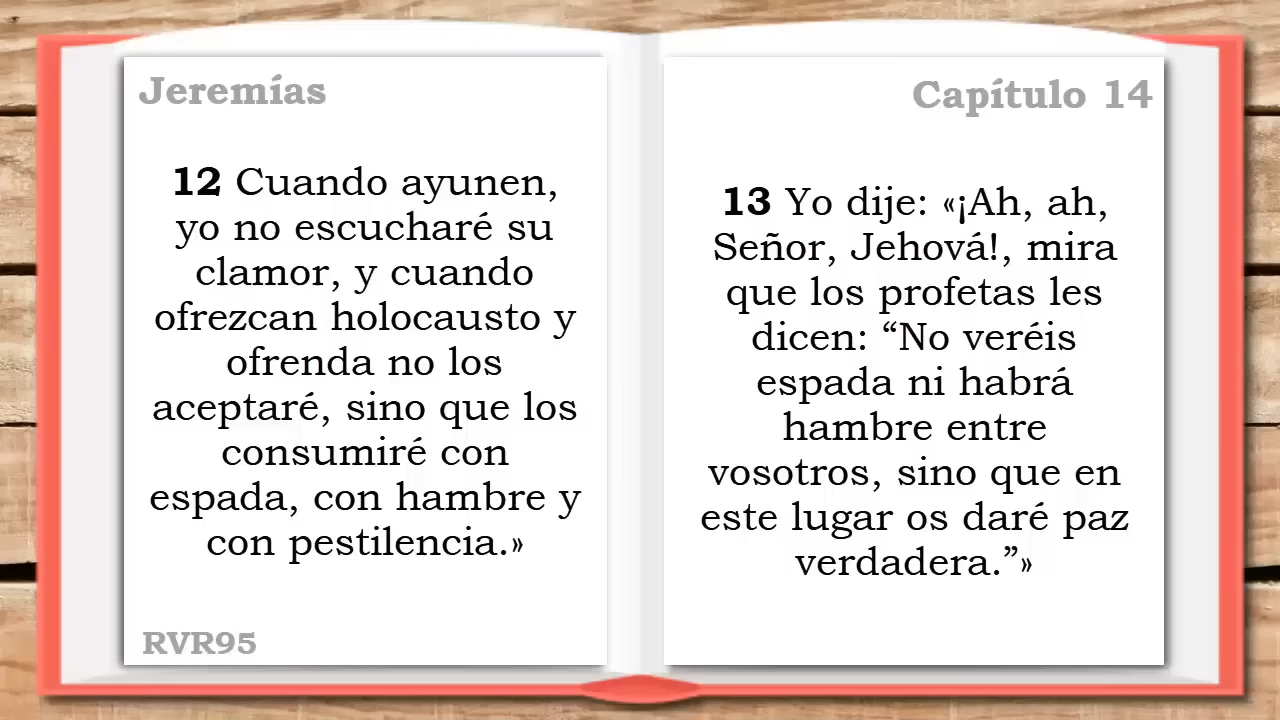 Jeremías
12 Cuando ayunen,
yo no escucharé su
clamor, y cuando
ofrezcan holocausto y
ofrenda no los
aceptaré, sino que los
consumiré con
espada, con hambre y
con pestilencia.»
RVR95
Capítulo 14
13 Yo dije: «¡Ah, ah,
Señor, Jehová!, mira
que los profetas les
dicen: “No veréis
espada ni habrá
hambre entre
vosotros, sino que en
este lugar os daré paz
verdadera.”»